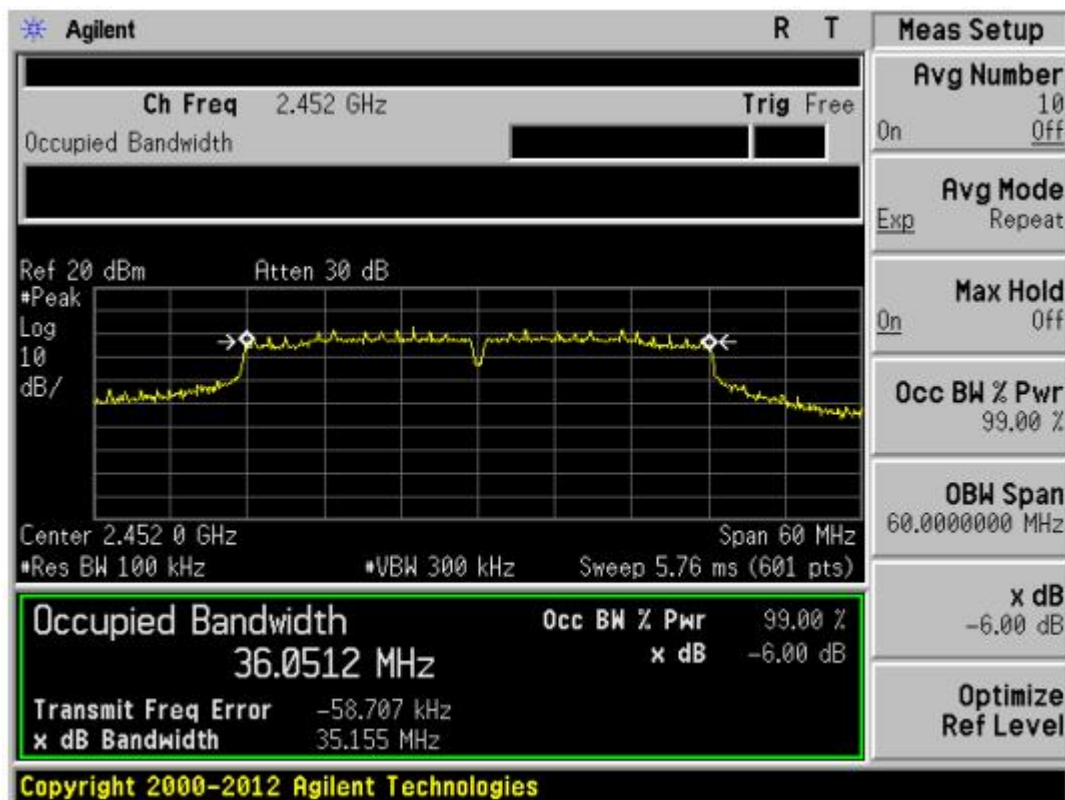 Agilent
R T
Ch Freq 2.452 GHz
Trig Free
Occupied Bandwidth
Ref 20 dBm
Atten 30 dB
#Peak
Log
10
dB/
Center 2.452 0 GHz
Span 60 MHz
#Res BW 100 kHz
#VBW 300 kHz
Sweep 5.76 ms (601 pts)
Occupied Bandwidth
36.0512 MHz
Occ BW % Pwr 99.00 %
x dB -6.00 dB
Transmit Freq Error -58.707 kHz
x dB Bandwidth 35.155 MHz
Copyright 2000-2012 Agilent Technologies
Meas Setup
Avg Number
10
On Off
Avg Mode
Exp Repeat
Max Hold
On Off
Occ BW % Pwr
99.00 %
OBW Span
60.0000000 MHz
x dB
-6.00 dB
Optimize
Ref Level